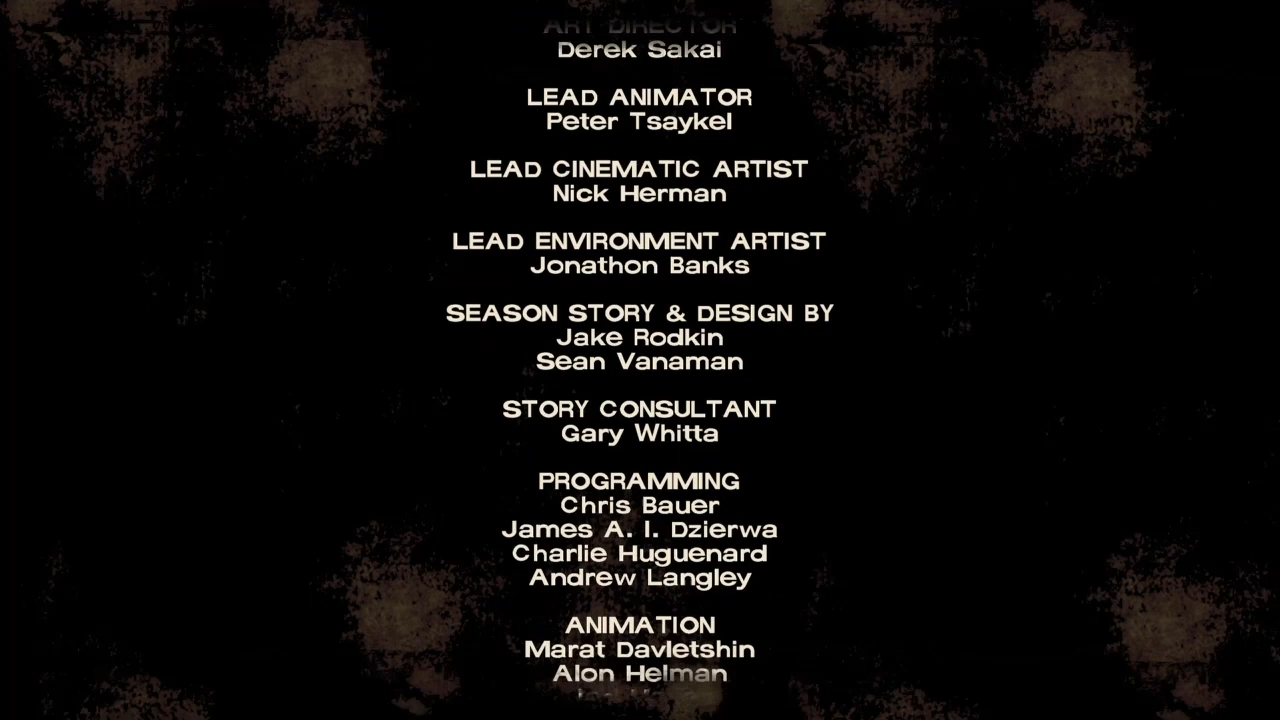 ART DIRECTOR
Derek Sakai
LEAD ANIMATOR
Peter Tsaykel
LEAD CINEMATIC ARTIST
Nick Herman
LEAD ENVIRONMENT ARTIST
Jonathon Banks
SEASON STORY & DESIGN BY
Jake Rodkin
Sean Vanaman
STORY CONSULTANT
Gary Whitta
PROGRAMMING
Chris Bauer
James A. I. Dzierwa
Charlie Huguenard
Andrew Langley
ANIMATION
Marat Davletshin
Alon Helman